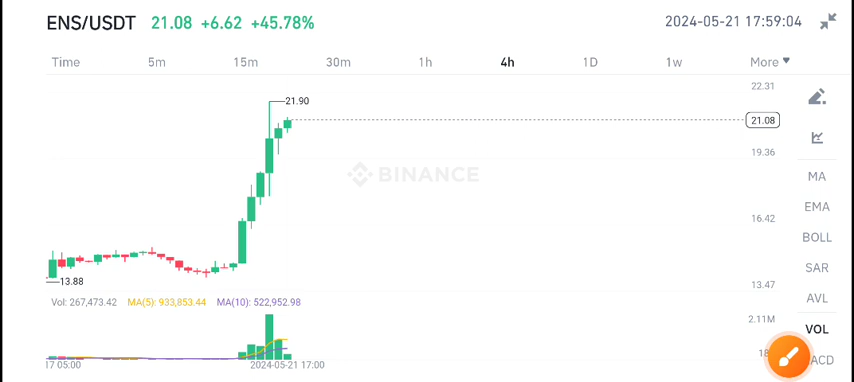 ENS/USDT 21.08 +6.62 +45.78% 2024-05-21 17:59:04
Time 5m 15m 30m 1h 4h 1D 1w More
22.31
21.90
21.08
19.36
BINANCE
MA
EMA
16.42
BOLL
SAR
13.88
13.47
Vol: 267,473.42 MA(5): 933,853.44 MA(10): 522,952.98
AVL
2.11M
VOL
17 05:00 2024-05-21 17:00